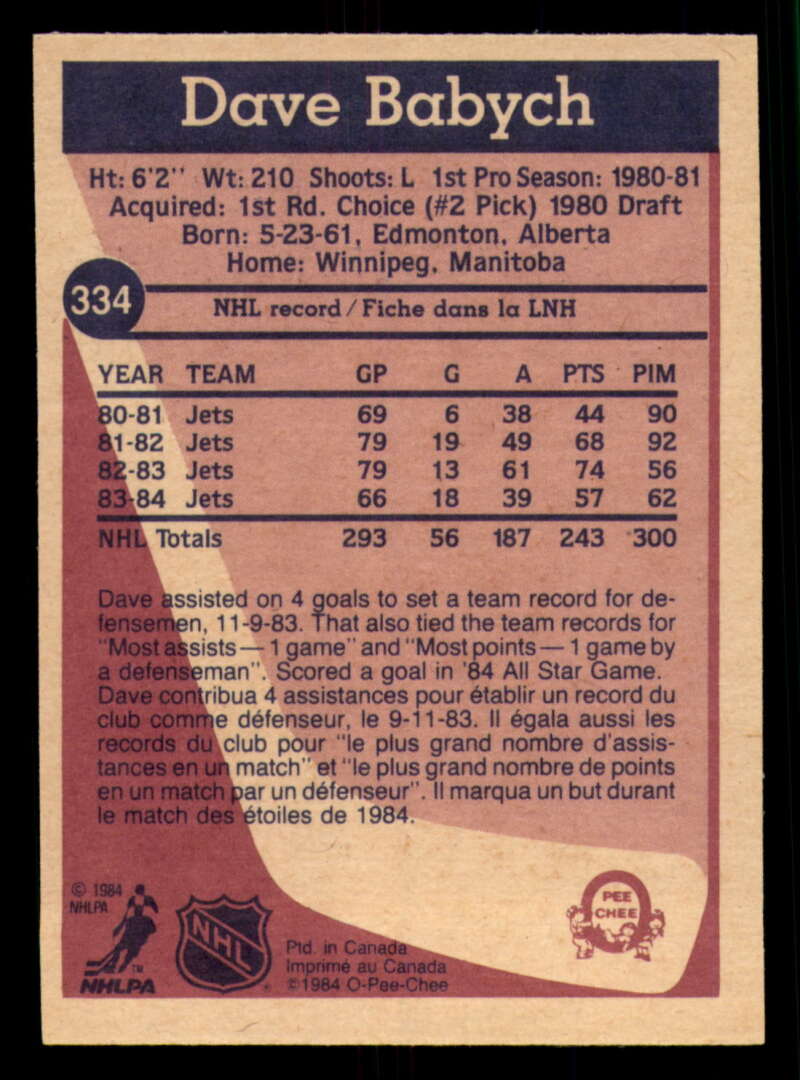 Dave Babych
Ht: 6'2" Wt: 210 Shoots: L 1st Pro Season: 1980-81
Acquired: 1st Rd. Choice (#2 Pick) 1980 Draft
Born: 5-23-61, Edmonton, Alberta
Home: Winnipeg, Manitoba
334
NHL record/Fiche dans la LNH
YEAR TEAM GP G A PTS PIM
80-81 Jets 69 6 38 44 90
81-82 Jets 79 19 49 68 92
82-83 Jets 79 13 61 74 56
83-84 Jets 66 18 39 57 62
NHL Totals 293 56 187 243 300
Dave assisted on 4 goals to set a team record for de-
fensemen, 11-9-83. That also tied the team records for
"Most assists — 1 game" and "Most points — 1 game by
a defenseman". Scored a goal in '84 All Star Game.
Dave contribua 4 assistances pour établir un record du
club comme défenseur, le 9-11-83. Il égala aussi les
records du club pour "le plus grand nombre d'assis-
tances en un match" et "le plus grand nombre de points
en un match par un défenseur". Il marqua un but durant
le match des étoiles de 1984.
© 1984
NHLPA
TM
NHLPA
NHL
Ptd. in Canada
Imprimé au Canada
©1984 O-Pee-Chee
PEE
CHEE